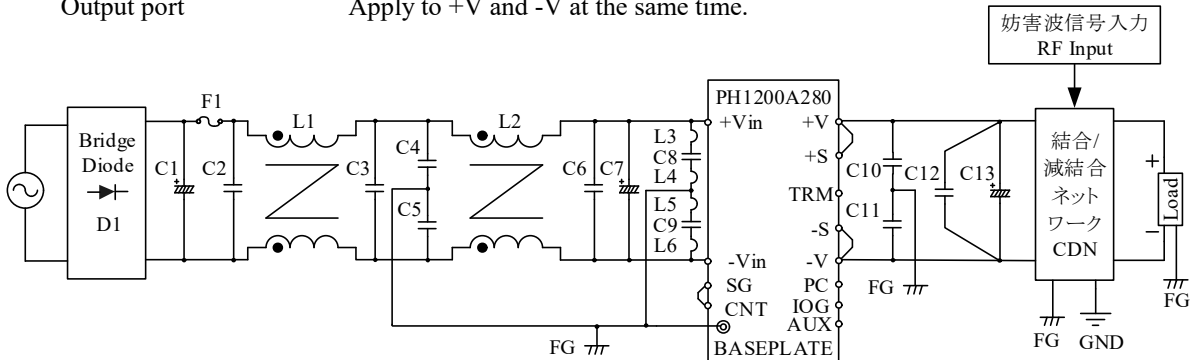 Output port Apply to +V and -V at the same time.
妨害波信号入力
RF Input
PH1200A280
F1
L1
L2
+Vin
+V
Bridge
Diode
D1
C1
+
C2
C3
C4
C5
C6
C7
+
L3
C8
L4
L5
C9
L6
+S
C10
C12
C13
+
TRM
C11
-S
-Vin
-V
SG
PC
CNT
IOG
AUX
BASEPLATE
FG
FG
結合/
減結合
ネット
ワーク
CDN
+
Load
−
FG
FG
GND